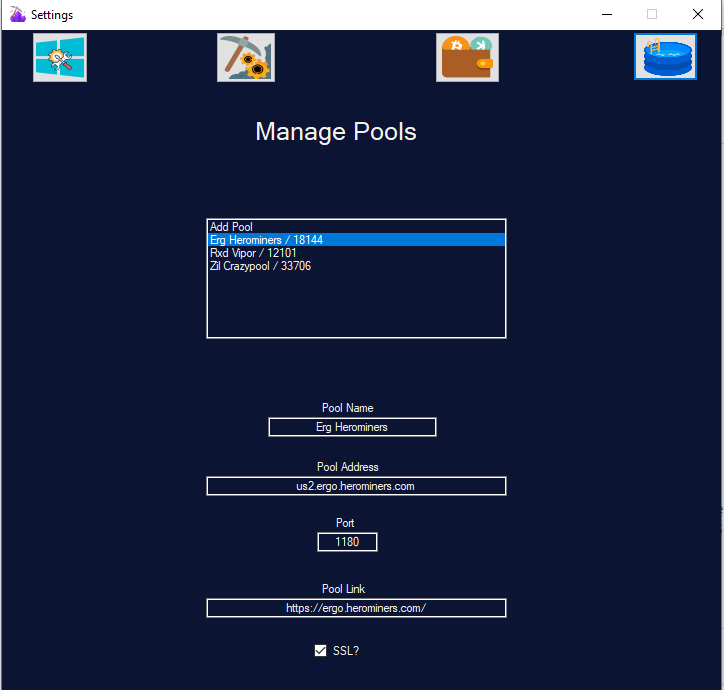 Settings
Manage Pools
Add Pool
Erg Herominers / 18144
Rxd Vipor / 12101
Zil Crazypool / 33706
Pool Name
Erg Herominers
Pool Address
us2.ergo.herominers.com
Port
1180
Pool Link
https://ergo.herominers.com/
SSL?